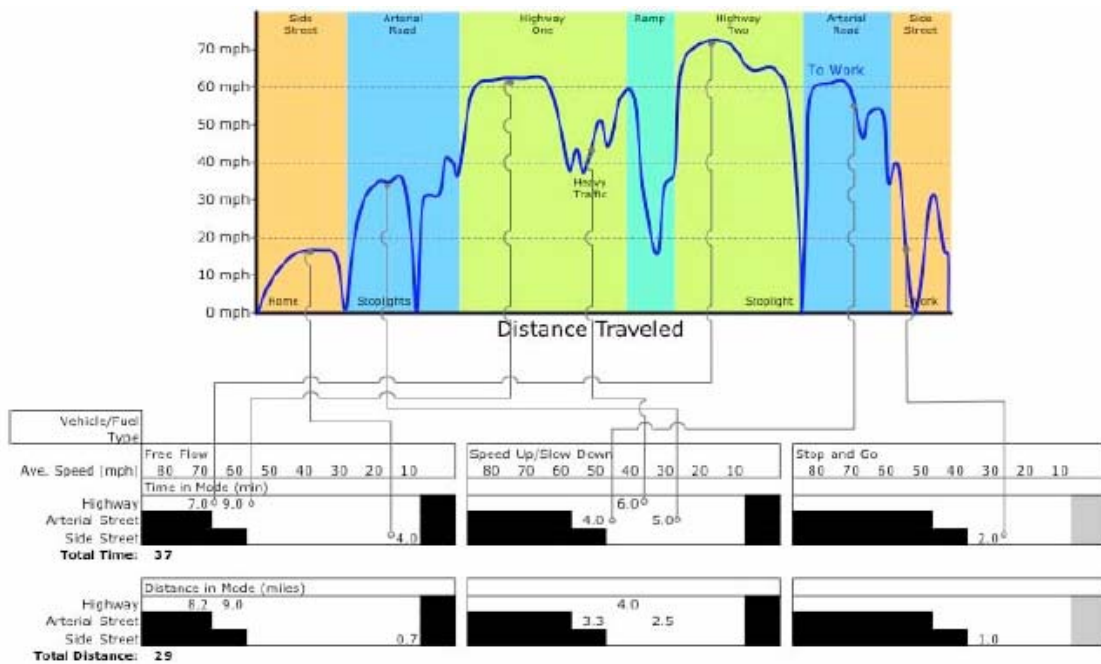 Side Street
Arterial Road
Highway One
Ramp
Highway Two
Arterial Road
Side Street
70 mph
60 mph
50 mph
40 mph
30 mph
20 mph
10 mph
0 mph
To Work
Heavy Traffic
Home
Stoplights
Stoplight
Work
Distance Traveled
Vehicle/Fuel
Type
Free Flow
Speed Up/Slow Down
Stop and Go
Ave. Speed (mph) 80 70 60 50 40 30 20 10 80 70 60 50 40 30 20 10 80 70 60 50 40 30 20 10
Time in Mode (min)
Highway 7.0 9.0 6.0
Arterial Street 4.0 5.0
Side Street 4.0 2.0
Total Time: 37
Distance in Mode (miles)
Highway 8.2 9.0 4.0
Arterial Street 3.3 2.5
Side Street 0.7 1.0
Total Distance: 29